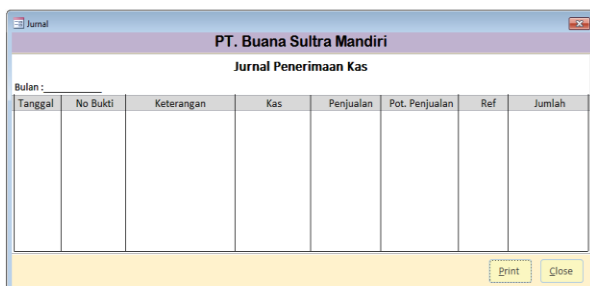 Jurnal
PT. Buana Sultra Mandiri
Jurnal Penerimaan Kas
Bulan :___________
Tanggal No Bukti Keterangan Kas Penjualan Pot. Penjualan Ref Jumlah
Print Close